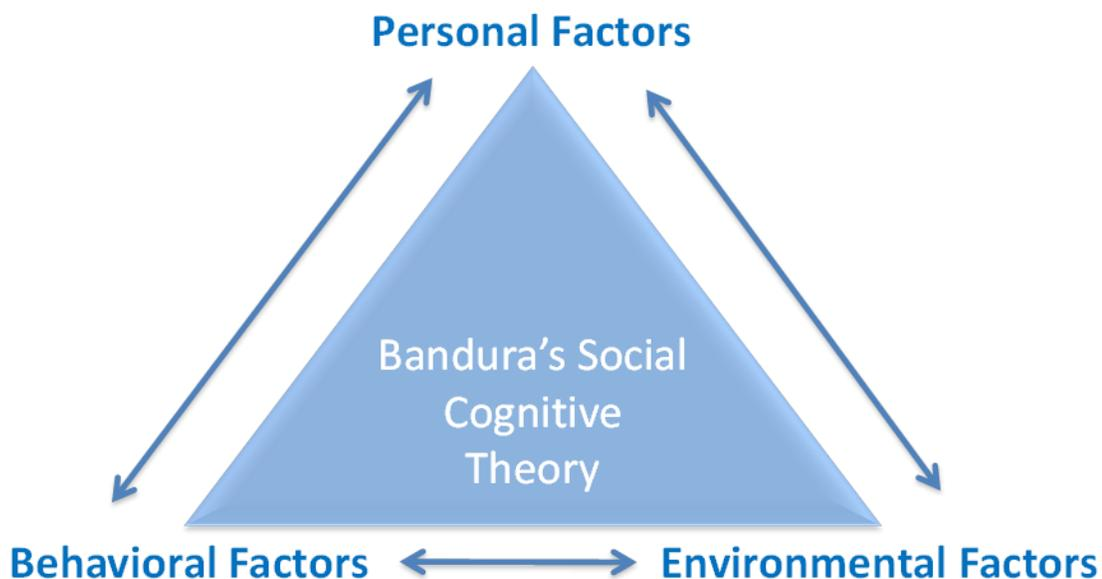 Personal Factors
Bandura’s Social
Cognitive
Theory
Behavioral Factors
Environmental Factors